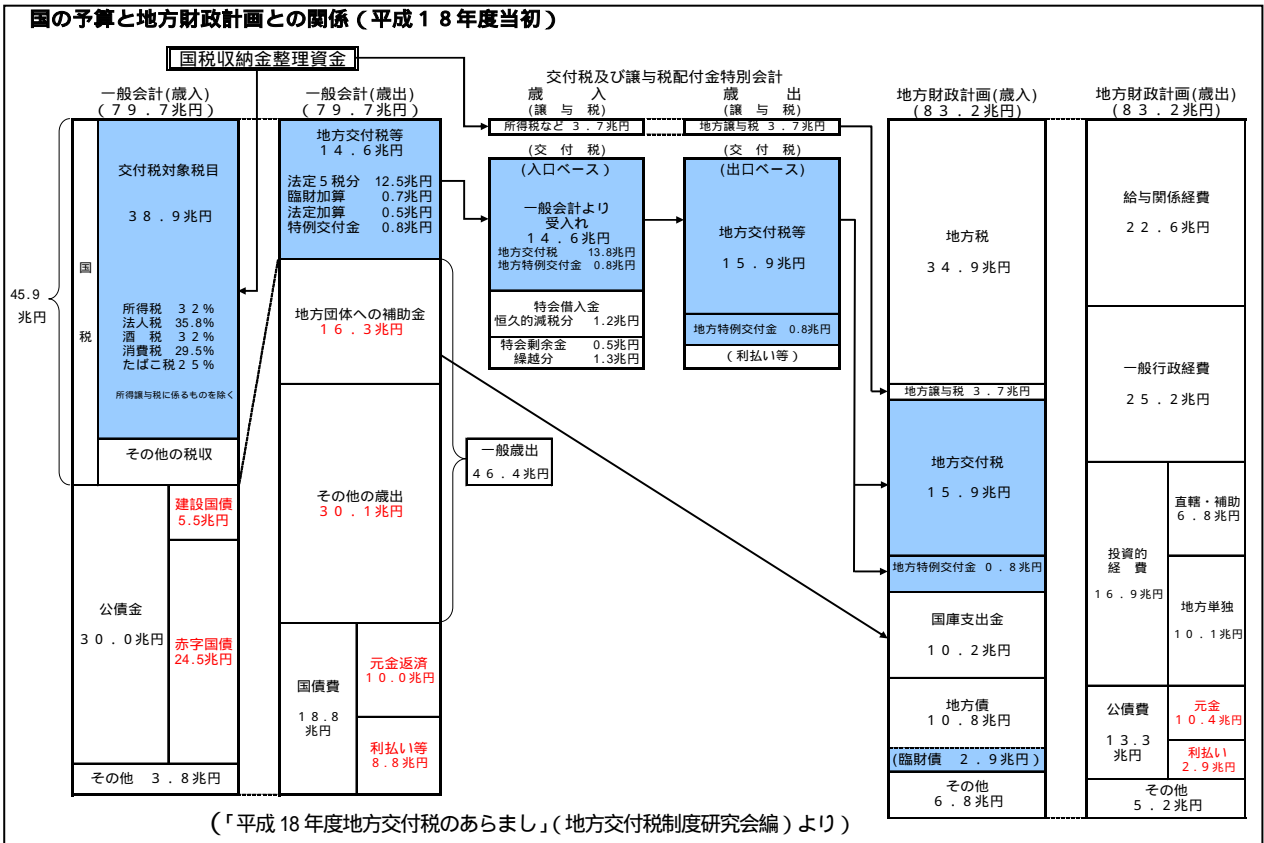 国の予算と地方財政計画との関係（平成１８年度当初）
国税収納金整理資金
一般会計(歳入)
(７９．７兆円)
国
税
45.9
兆円
交付税対象税目
３８．９兆円
所得税 ３２％
法人税 35.8%
酒 税 ３２％
消費税 29.5%
たばこ税２５％
所得譲与税に係るものを除く
その他の税収
公債金
３０．０兆円
建設国債
5.5兆円
赤字国債
24.5兆円
その他 ３．８兆円
一般会計(歳出)
(７９．７兆円)
地方交付税等
１４．６兆円
法定５税分 12.5兆円
臨財加算 0.7兆円
法定加算 0.5兆円
特例交付金 0.8兆円
地方団体への補助金
１６．３兆円
その他の歳出
３０．１兆円
一般歳出
４６．４兆円
国債費
１８．８
兆円
元金返済
１０．０兆円
利払い等
８．８兆円
交付税及び譲与税配付金特別会計
歳 入
(譲 与 税)
所得税など ３．７兆円
(交 付 税)
(入口ベース)
一般会計より
受入れ
１４．６兆円
地方交付税 13.8兆円
地方特例交付金 0.8兆円
特会借入金
恒久的減税分 1.2兆円
特会剰余金 0.5兆円
繰越分 1.3兆円
歳 出
(譲 与 税)
地方譲与税 ３．７兆円
(交 付 税)
(出口ベース)
地方交付税等
１５．９兆円
地方特例交付金 0.8兆円
(利払い等)
地方財政計画(歳入)
(８３．２兆円)
地方税
３４．９兆円
地方譲与税 ３．７兆円
地方交付税
１５．９兆円
地方特例交付金 ０．８兆円
国庫支出金
１０．２兆円
地方債
１０．８兆円
(臨財債 ２．９兆円)
その他
６．８兆円
地方財政計画(歳出)
(８３．２兆円)
給与関係経費
２２．６兆円
一般行政経費
２５．２兆円
投資的
経 費
１６．９兆円
直轄・補助
６．８兆円
地方単独
１０．１兆円
公債費
１３．３
兆円
元金
１０．４兆円
利払い
２．９兆円
その他
５．２兆円
(「平成18年度地方交付税のあらまし」(地方交付税制度研究会編)より)